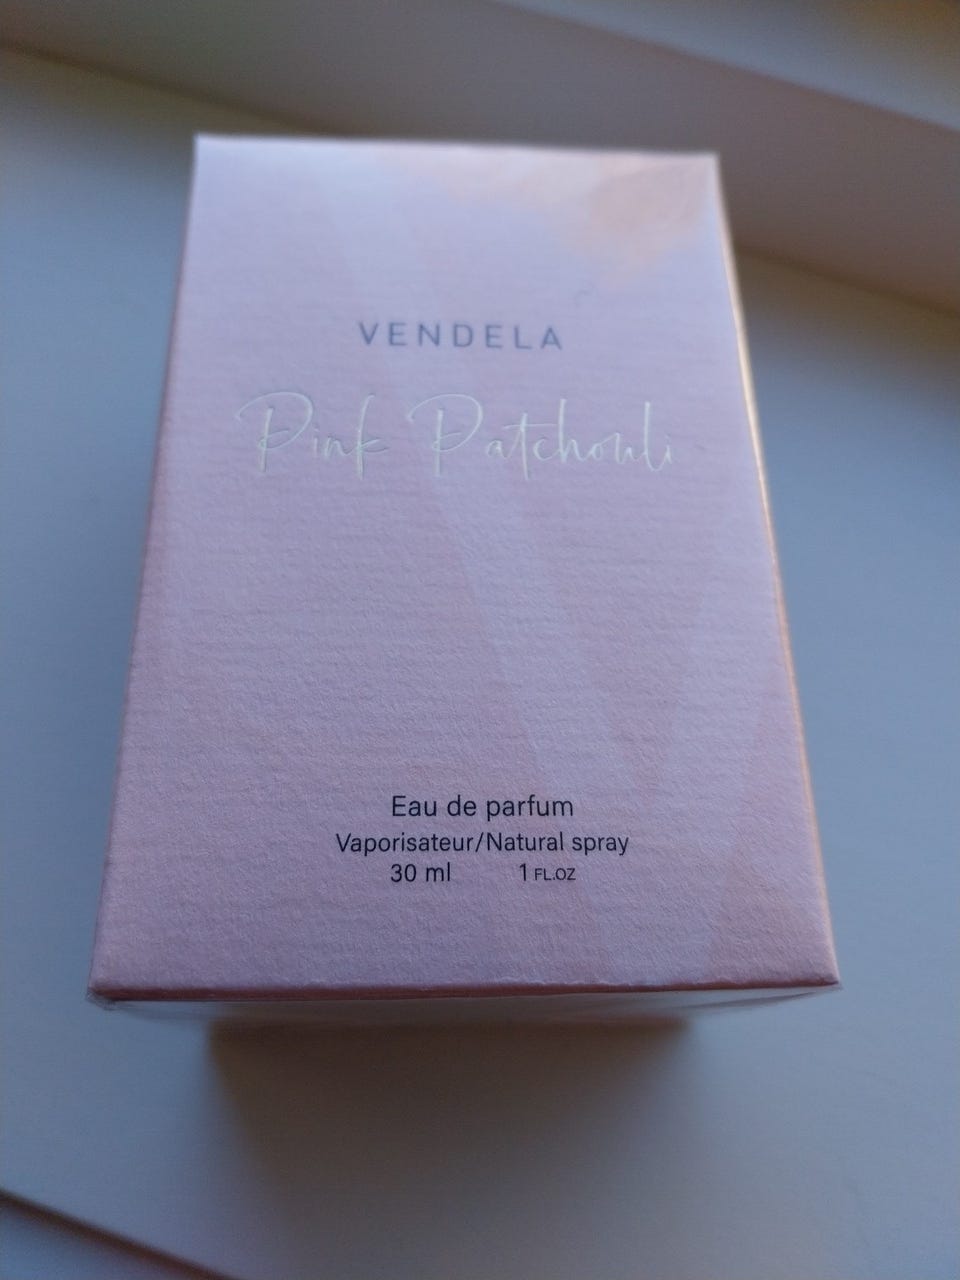 VENDELA
Pink Patchouli
Eau de parfum
Vaporisateur/Natural spray
30 ml 1 FL.OZ